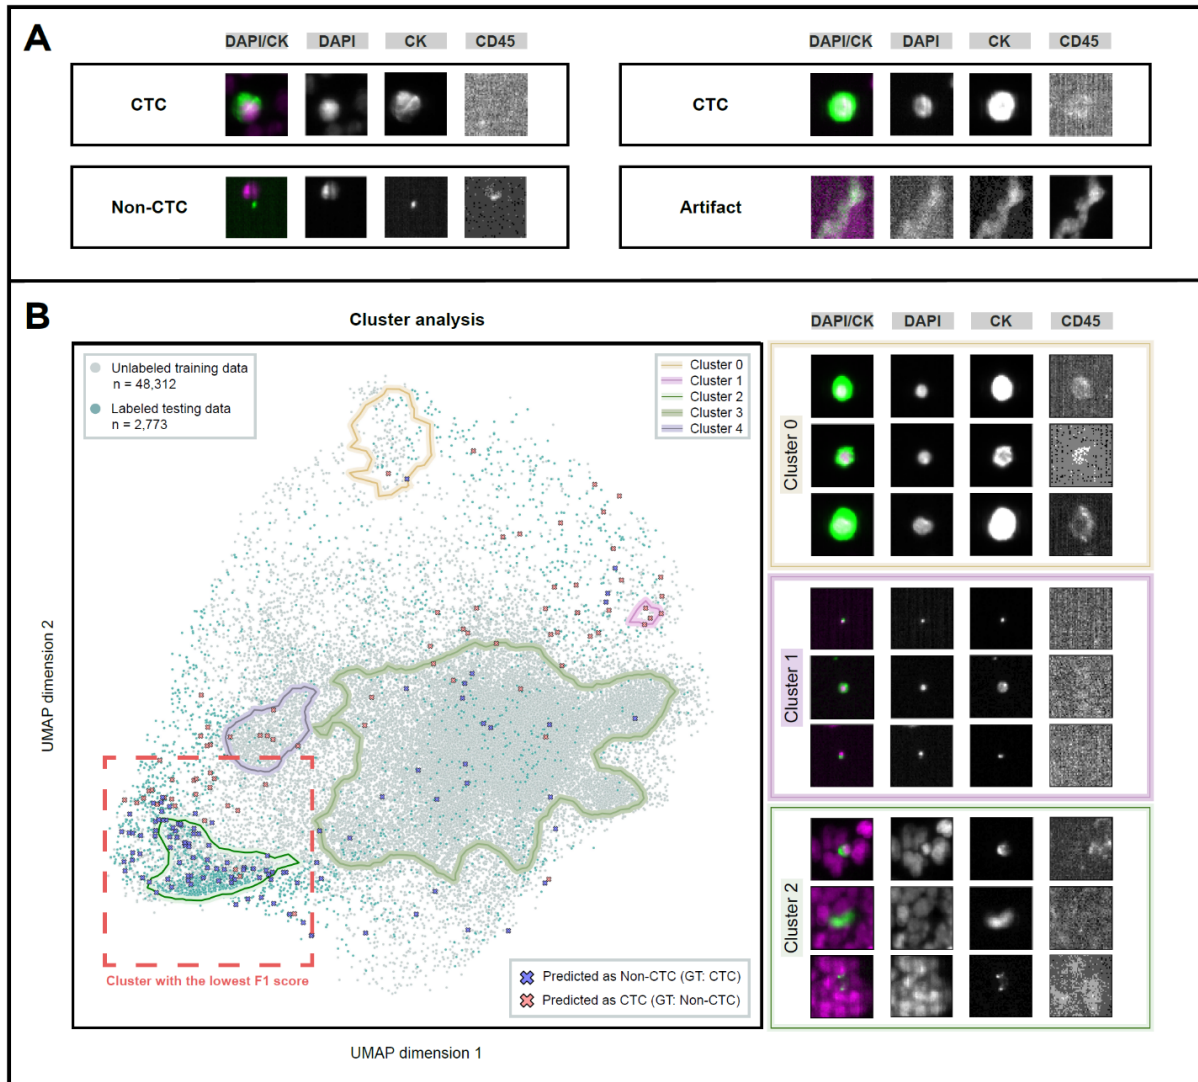 A
DAPI/CK DAPI CK CD45
DAPI/CK DAPI CK CD45
CTC
CTC
Non-CTC
Artifact
B
Cluster analysis
Unlabeled training data
n = 48,312
Labeled testing data
n = 2,773
Cluster 0
Cluster 1
Cluster 2
Cluster 3
Cluster 4
UMAP dimension 2
Cluster with the lowest F1 score
Predicted as Non-CTC (GT: CTC)
Predicted as CTC (GT: Non-CTC)
UMAP dimension 1
DAPI/CK DAPI CK CD45
Cluster 0
Cluster 1
Cluster 2